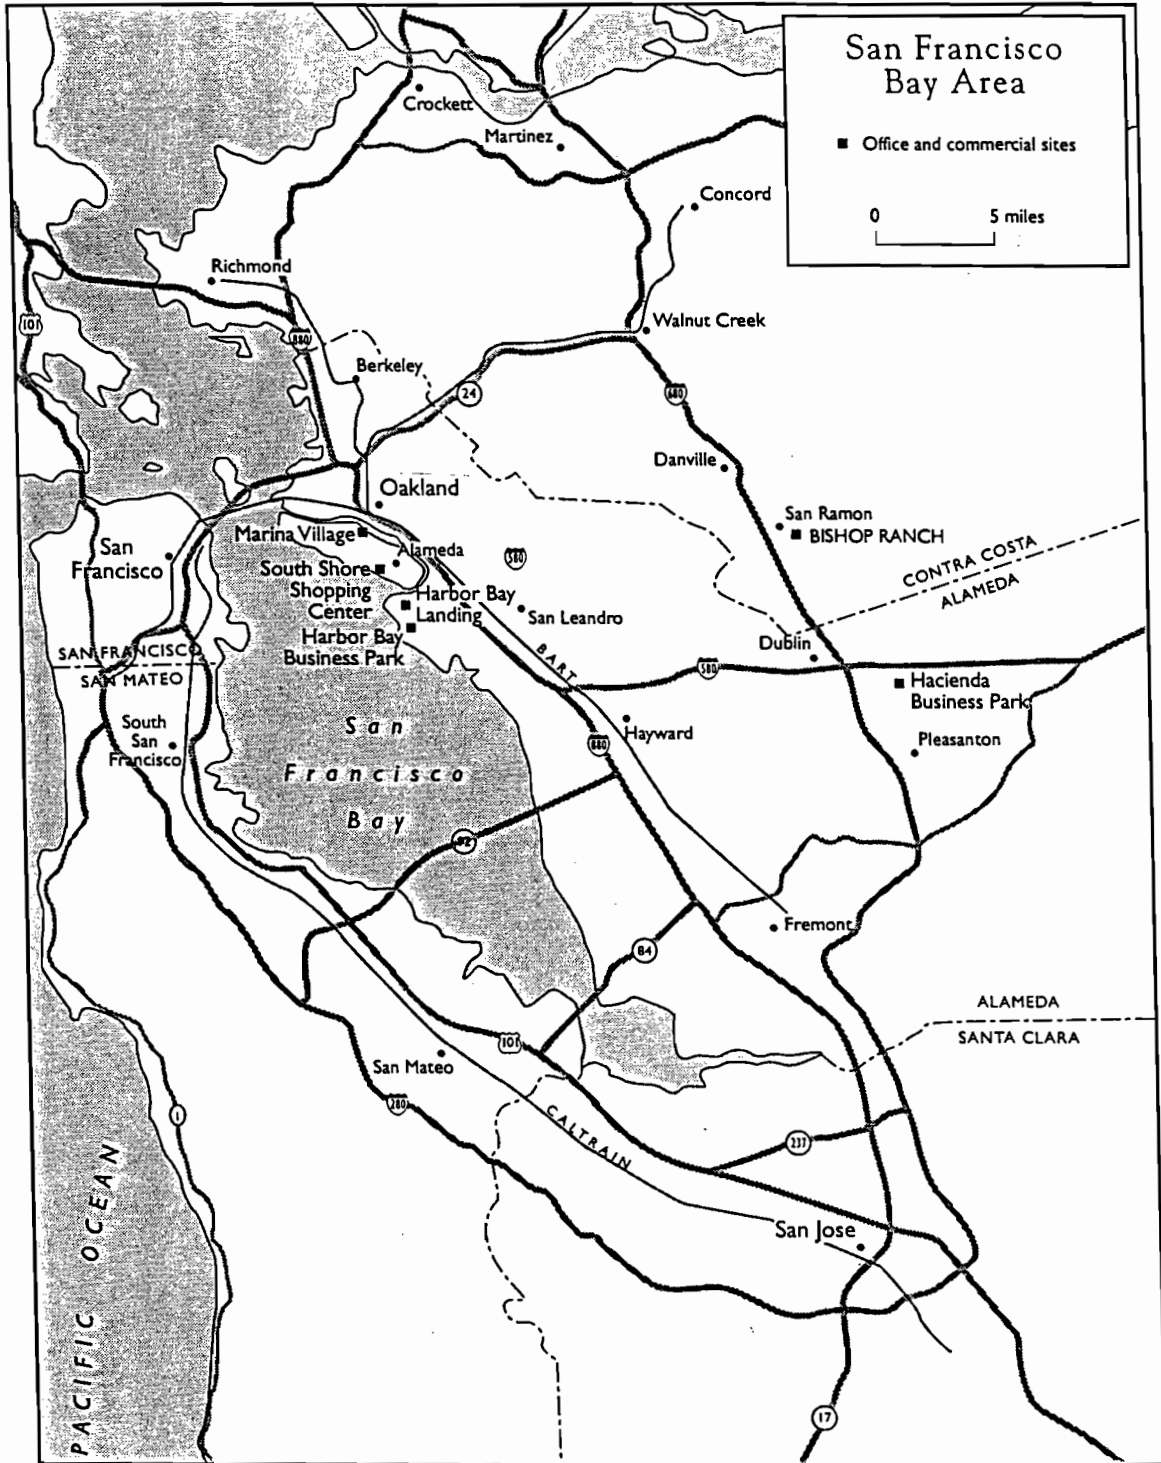 San Francisco
Bay Area
Office and commercial sites
0 5 miles
Crockett
Martinez
Concord
Richmond
101
880
Walnut Creek
Berkeley
24
680
Danville
Oakland
San Ramon
BISHOP RANCH
Marina Village
Alameda
580
San
Francisco
South Shore
Shopping
Center
CONTRA COSTA
ALAMEDA
Harbor Bay
Landing
San Leandro
Harbor Bay
Business Park
BART
Dublin
SAN FRANCISCO
SAN MATEO
580
Hacienda
Business Park
South
San
Francisco
San
Francisco
Bay
Hayward
880
Pleasanton
92
Fremont
84
ALAMEDA
SANTA CLARA
101
San Mateo
280
1
CALTRAIN
237
PACIFIC OCEAN
San Jose
17